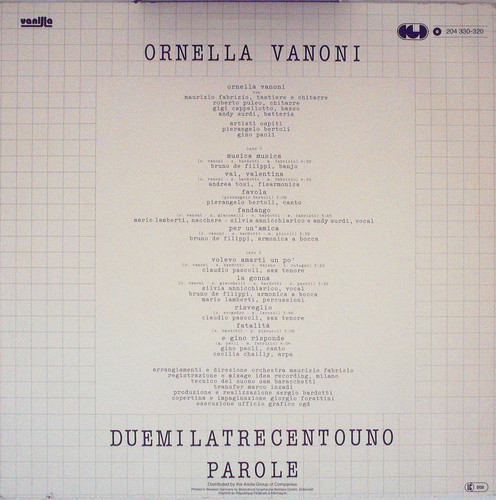 vanilla
CGD
204 330-320
ORNELLA VANONI
ornella vanoni
con
maurizio fabrizio, tastiere e chitarre
roberto puleo, chitarre
gigi cappellotto, basso
andy surdi, batteria
artisti ospiti
pierangelo bertoli
gino paoli
lato 1
musica musica
bruno de filippi, banjo
vai, valentina
andrea tosi, fisarmonica
favola
pierangelo bertoli, canto
fandango
mario lamberti, nacchere - silvia annicchiarico e andy surdi, vocal
per un'amica
bruno de filippi, armonica a bocca
lato 2
volevo amarti un po'
claudio pascoli, sax tenore
la gonna
silvia annicchiarico, vocal
bruno de filippi, armonica a bocca
mario lamberti, percussioni
risveglio
claudio pascoli, sax tenore
fatalità
e gino risponde
gino paoli, canto
cecilia chailly, arpa
arrangiamenti e direzione orchestra maurizio fabrizio
registrazione e mixage idea recording, milano
tecnico del suono sam baracchetti
transfer marco inzadi
produzione e realizzazione sergio bardotti
copertina e impaginazione giorgio forattini
esecuzione ufficio grafico cgd
DUEMILATRECENTOUNO
PAROLE
Distributed by the Ariola Group of Companies